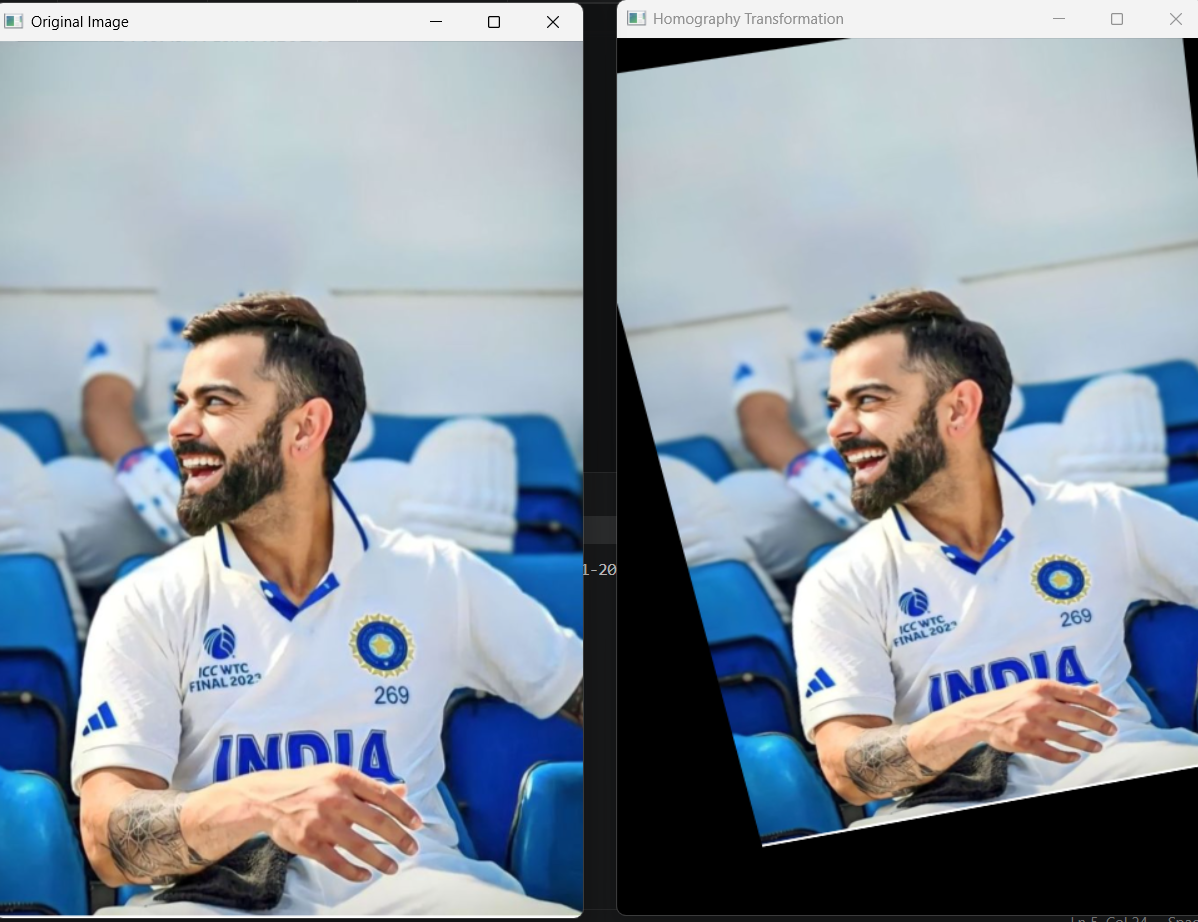 Original Image
Homography Transformation
1-20
ICC WTC
FINAL 2023
269
INDIA
ICC WTC
FINAL 2023
269
INDIA